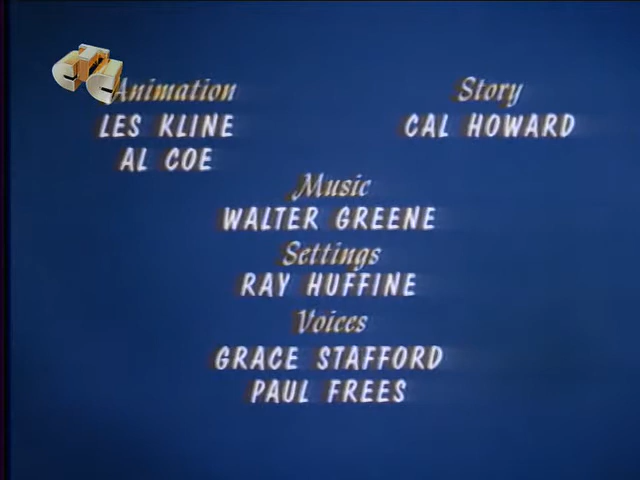 Animation
LES KLINE
AL COE
Story
CAL HOWARD
Music
WALTER GREENE
Settings
RAY HUFFINE
Voices
GRACE STAFFORD
PAUL FREES
СТС